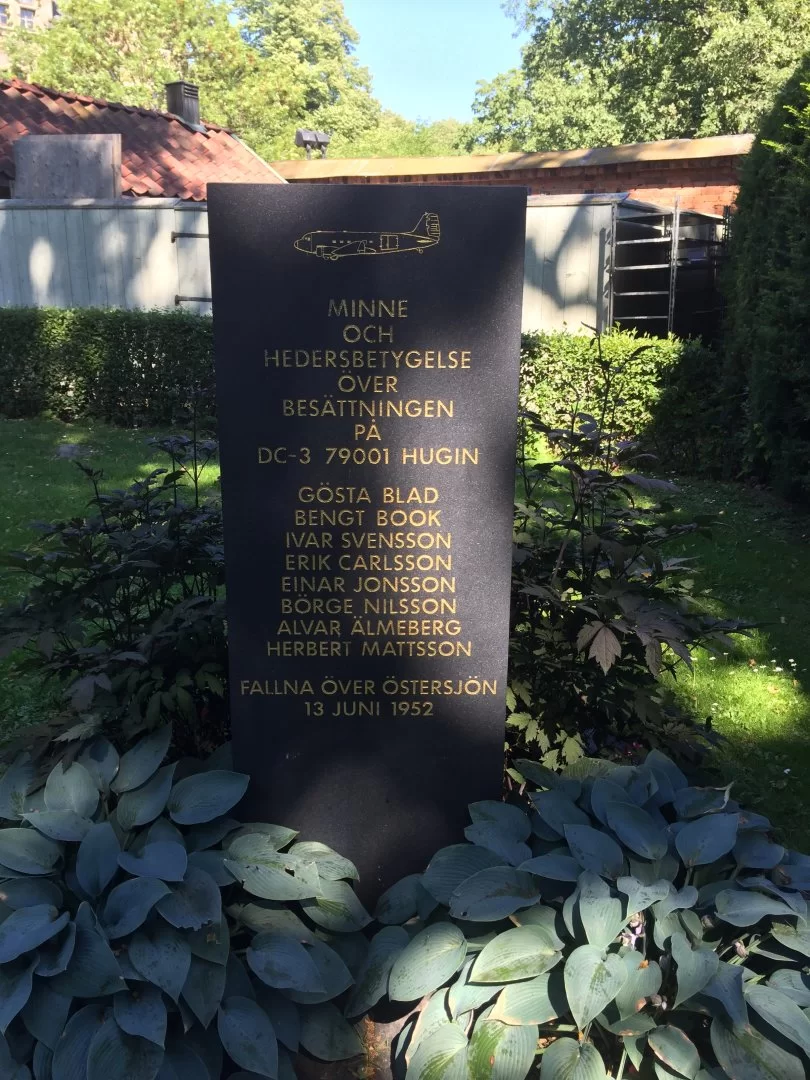 MINNE
OCH
HEDERSBETYGELSE
ÖVER
BESÄTTNINGEN
PÅ
DC-3 79001 HUGIN
GÖSTA BLAD
BENGT BOOK
IVAR SVENSSON
ERIK CARLSSON
EINAR JONSSON
BÖRGE NILSSON
ALVAR ÄLMEBERG
HERBERT MATTSSON
FALLNA ÖVER ÖSTERSJÖN
13 JUNI 1952